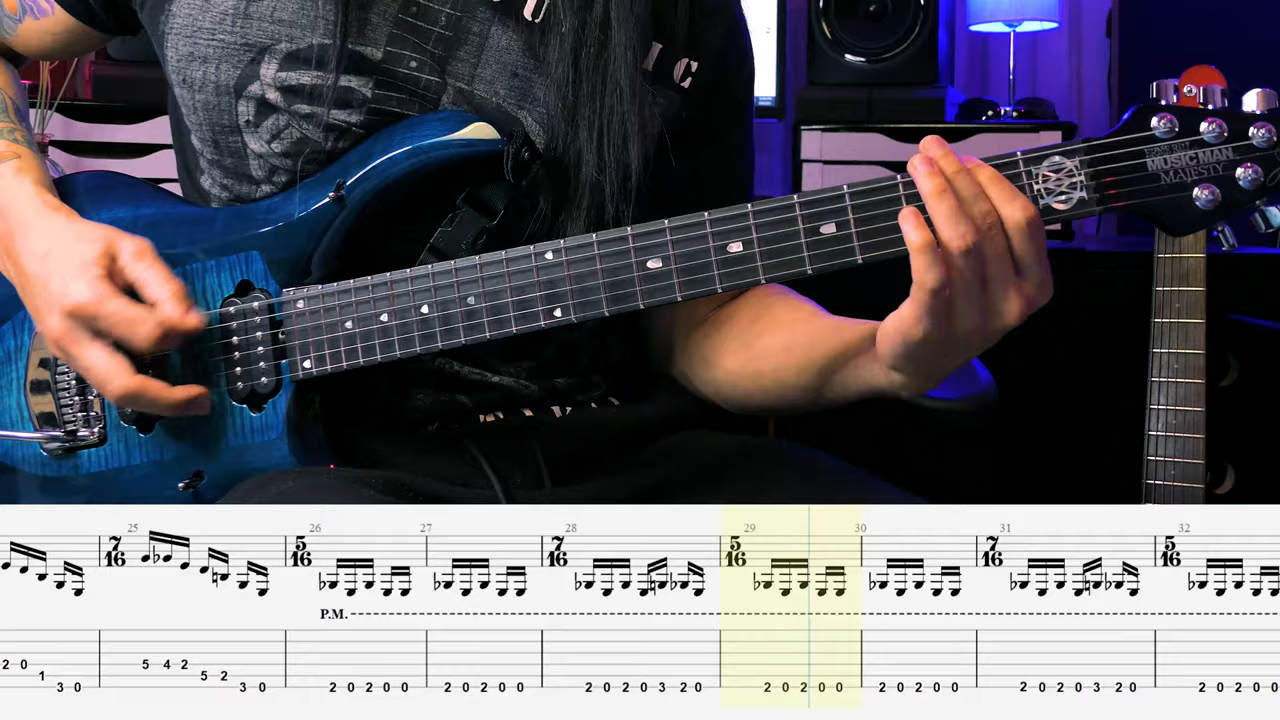 I C
ERNIE BALL
MUSIC MAN
MAJESTY
25 26 27 28 29 30 31 32
7 5 7 5 7 5
16 16 16 16 16 16
P.M.
2 0 5 4 2
1 5 2
3 0 3 0 2 0 2 0 0 2 0 2 0 0 2 0 2 0 3 2 0 2 0 2 0 0 2 0 2 0 0 2 0 2 0 3 2 0 2 0 2 0 0